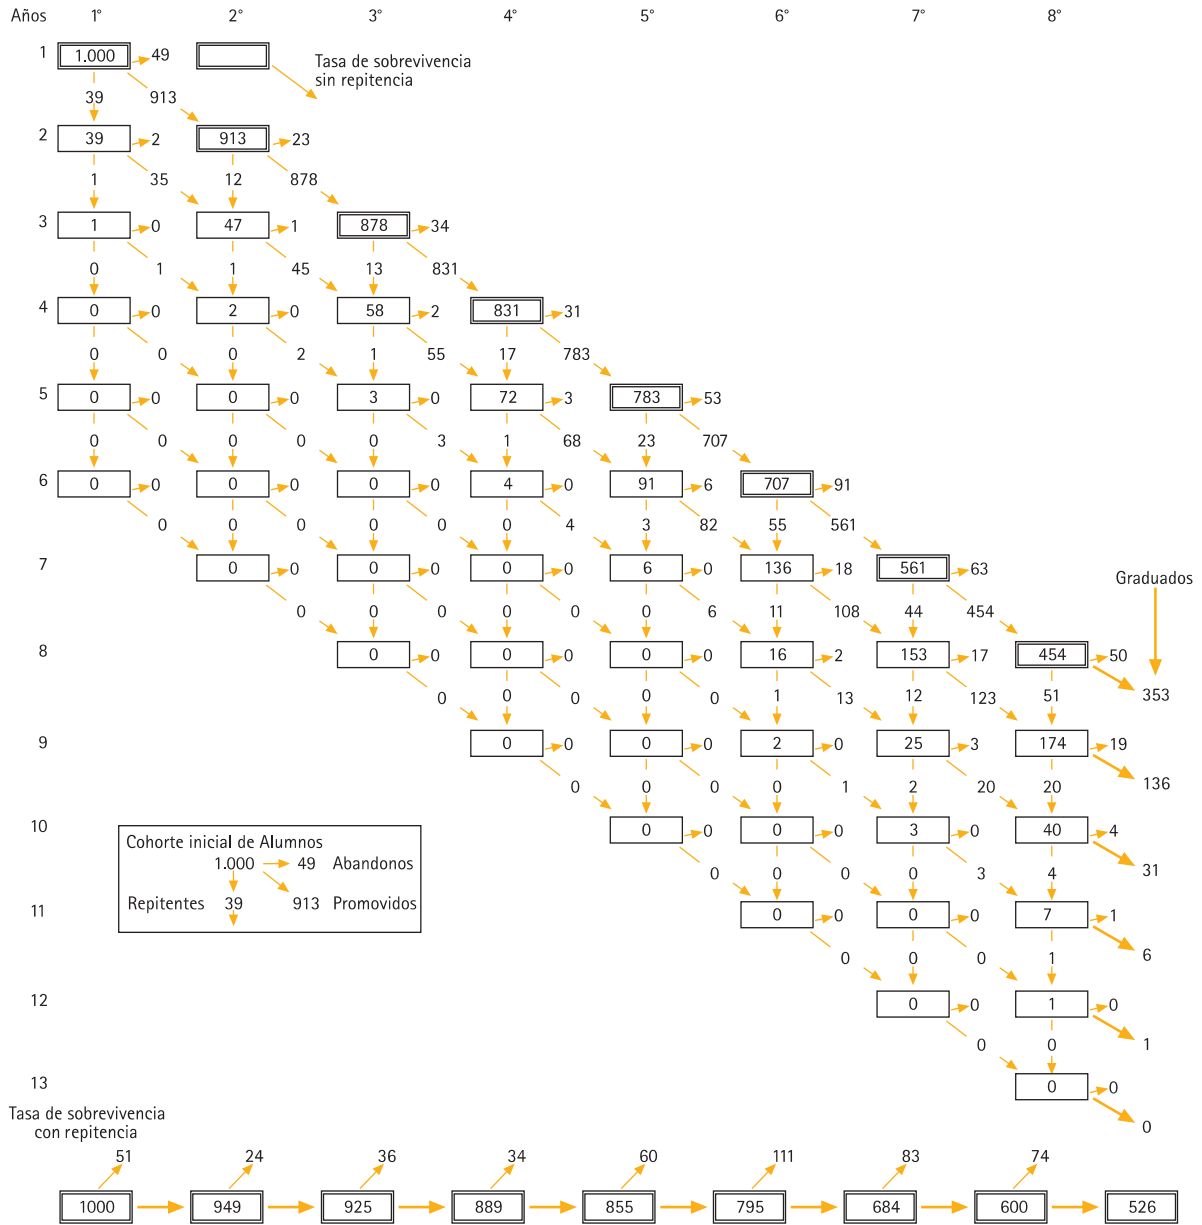 Años 1° 2° 3° 4° 5° 6° 7° 8°
1 1.000 49
Tasa de sobrevivencia
sin repitencia
39 913
2 39 2 913 23
1 35 12 878
3 1 0 47 1 878 34
0 1 1 45 13 831
4 0 0 2 0 58 2 831 31
0 0 0 2 1 55 17 783
5 0 0 0 0 3 0 72 3 783 53
0 0 0 0 0 3 1 68 23 707
6 0 0 0 0 0 0 4 0 91 6 707 91
0 0 0 0 0 0 4 3 82 55 561
7 0 0 0 0 0 0 6 0 136 18 561 63
Graduados
0 0 0 0 0 0 6 11 108 44 454
8 0 0 0 0 0 0 16 2 153 17 454 50
0 0 0 0 1 13 12 123 51 353
9 0 0 0 0 2 0 25 3 174 19
0 0 0 0 1 2 20 20 136
10 0 0 0 0 3 0 40 4
Cohorte inicial de Alumnos
1.000 49 Abandonos
Repitentes 39 913 Promovidos
0 0 0 0 3 4 31
11 0 0 0 0 7 1
0 0 0 1 6
12 0 0 1 0
0 0 1
13 0 0
0
Tasa de sobrevivencia
con repitencia
51 24 36 34 60 111 83 74
1000 949 925 889 855 795 684 600 526